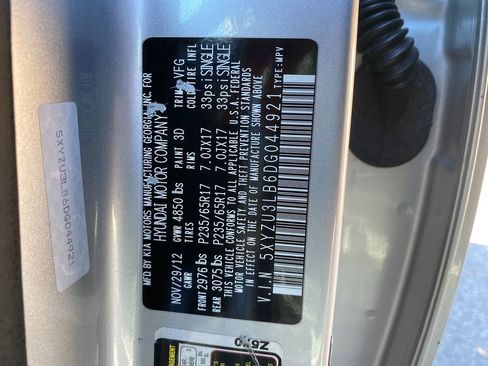 MFD BY KIA MOTORS MANUFACTURING GEORGIA INC. FOR
HYUNDAI MOTOR COMPANY
NOV/29/12 GVWR 4850 lbs PAINT 3D TRIM VFG
GAWR TIRES RIMS COLD TIRE INFL
FRONT 2976 lbs P235/65R17 7.0JX17 33psi SINGLE
REAR 3075 lbs P235/65R17 7.0JX17 33psi SINGLE
THIS VEHICLE CONFORMS TO ALL APPLICABLE U.S.A. FEDERAL
MOTOR VEHICLE SAFETY AND THEFT PREVENTION STANDARDS
IN EFFECT ON THE DATE OF MANUFACTURE SHOWN ABOVE.
V.I.N 5XYZU3LB6DG044921
TYPE:MPV
5XYZU3LB6DG044921